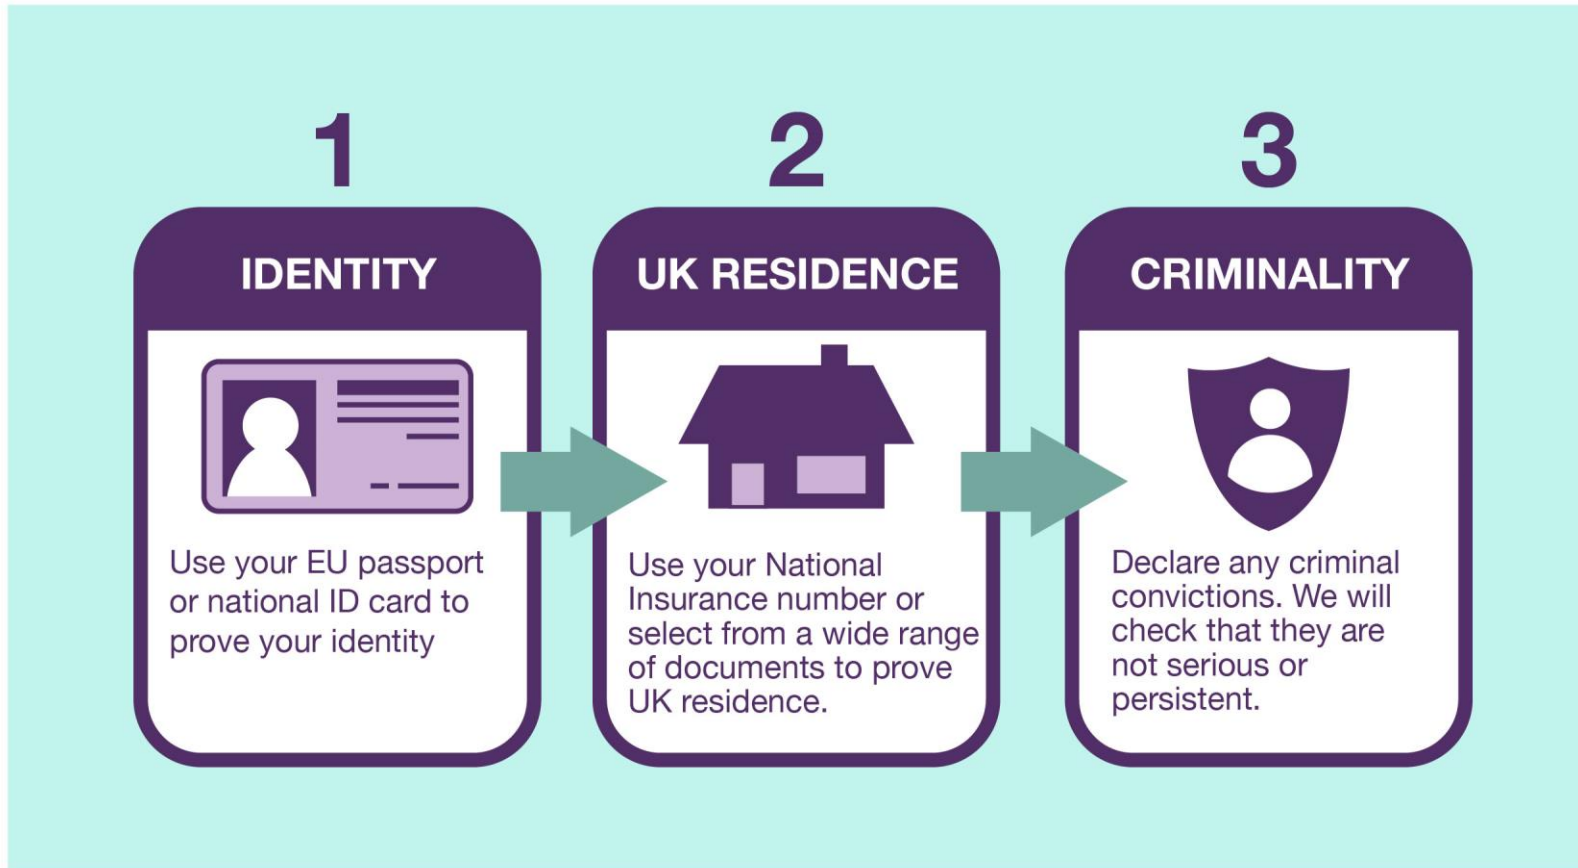 1
IDENTITY
Use your EU passport
or national ID card to
prove your identity
2
UK RESIDENCE
Use your National
Insurance number or
select from a wide range
of documents to prove
UK residence.
3
CRIMINALITY
Declare any criminal
convictions. We will
check that they are
not serious or
persistent.